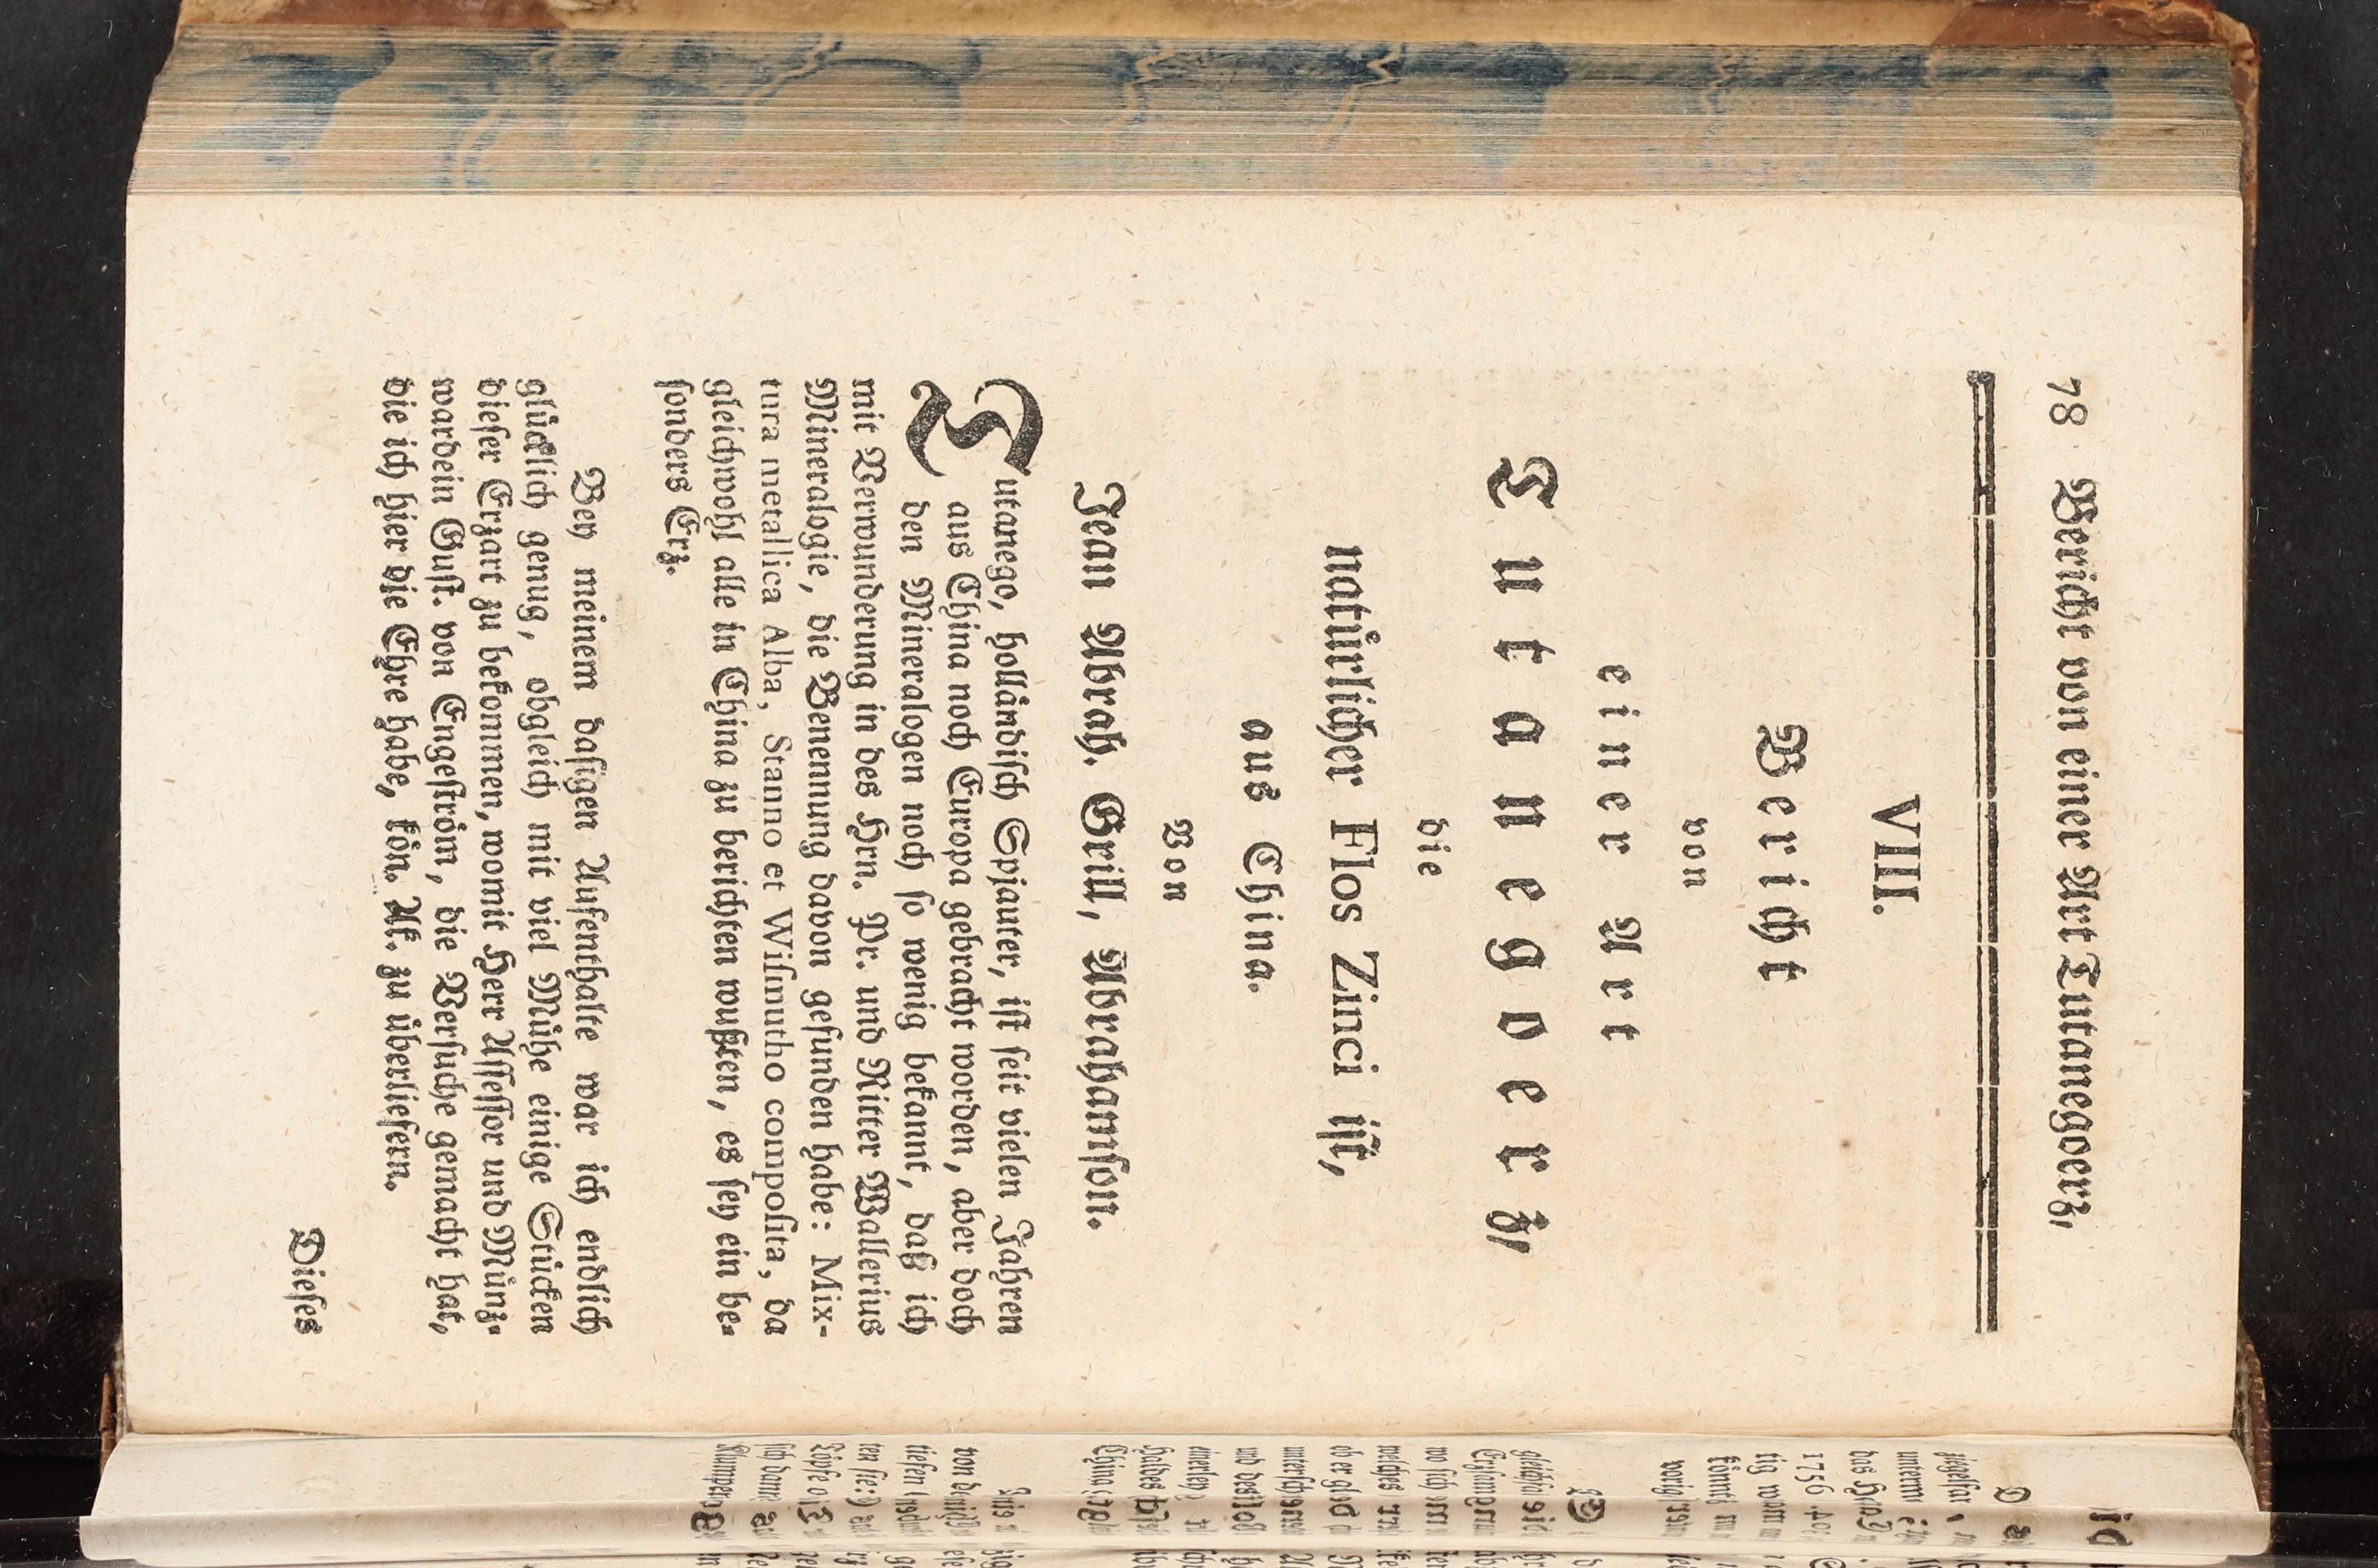 78 Bericht von einer Art Tutanegoerz,
VIII.
Bericht
von
einer Art
Tutanegoerz,
die
natürlicher Flos Zinci ist,
aus China.
Von
Jean Abrah. Grill, Abrahamson.
Tutanego, holländisch Spjauter, ist seit vielen Jahren
aus China noch Europa gebracht worden, aber doch
den Mineralogen noch so wenig bekannt, daß ich
mit Verwunderung in des Hrn. Pr. und Ritter Wallerius
Mineralogie, die Benennung davon gefunden habe: Mix-
tura metallica Alba, Stanno et Wiſmutho compoſita, da
gleichwohl alle in China zu berichten wußten, es sey ein be-
sonders Erz.
Bey meinem dasigen Aufenthalte war ich endlich
glücklich genug, obgleich mit viel Mühe einige Stücken
dieser Erzart zu bekommen, womit Herr Assessor und Münz-
wardein Gust. von Engeström, die Versuche gemacht hat,
die ich hier die Ehre habe, kön. Ak. zu überliefern.
Dieses